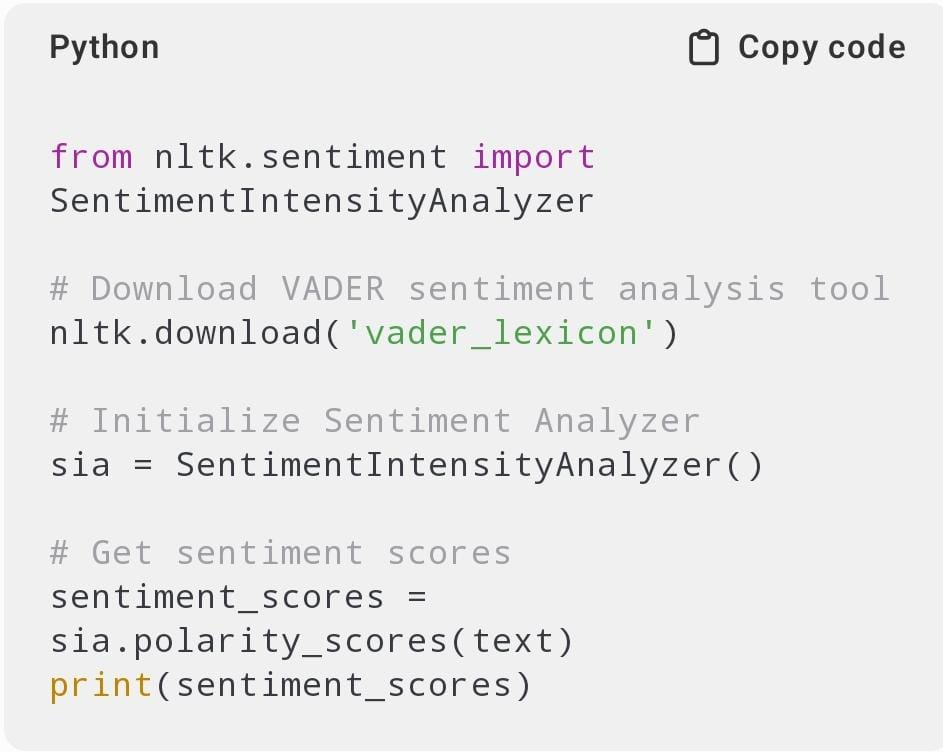 Python
Copy code
from nltk.sentiment import
SentimentIntensityAnalyzer
# Download VADER sentiment analysis tool
nltk.download('vader_lexicon')
# Initialize Sentiment Analyzer
sia = SentimentIntensityAnalyzer()
# Get sentiment scores
sentiment_scores =
sia.polarity_scores(text)
print(sentiment_scores)